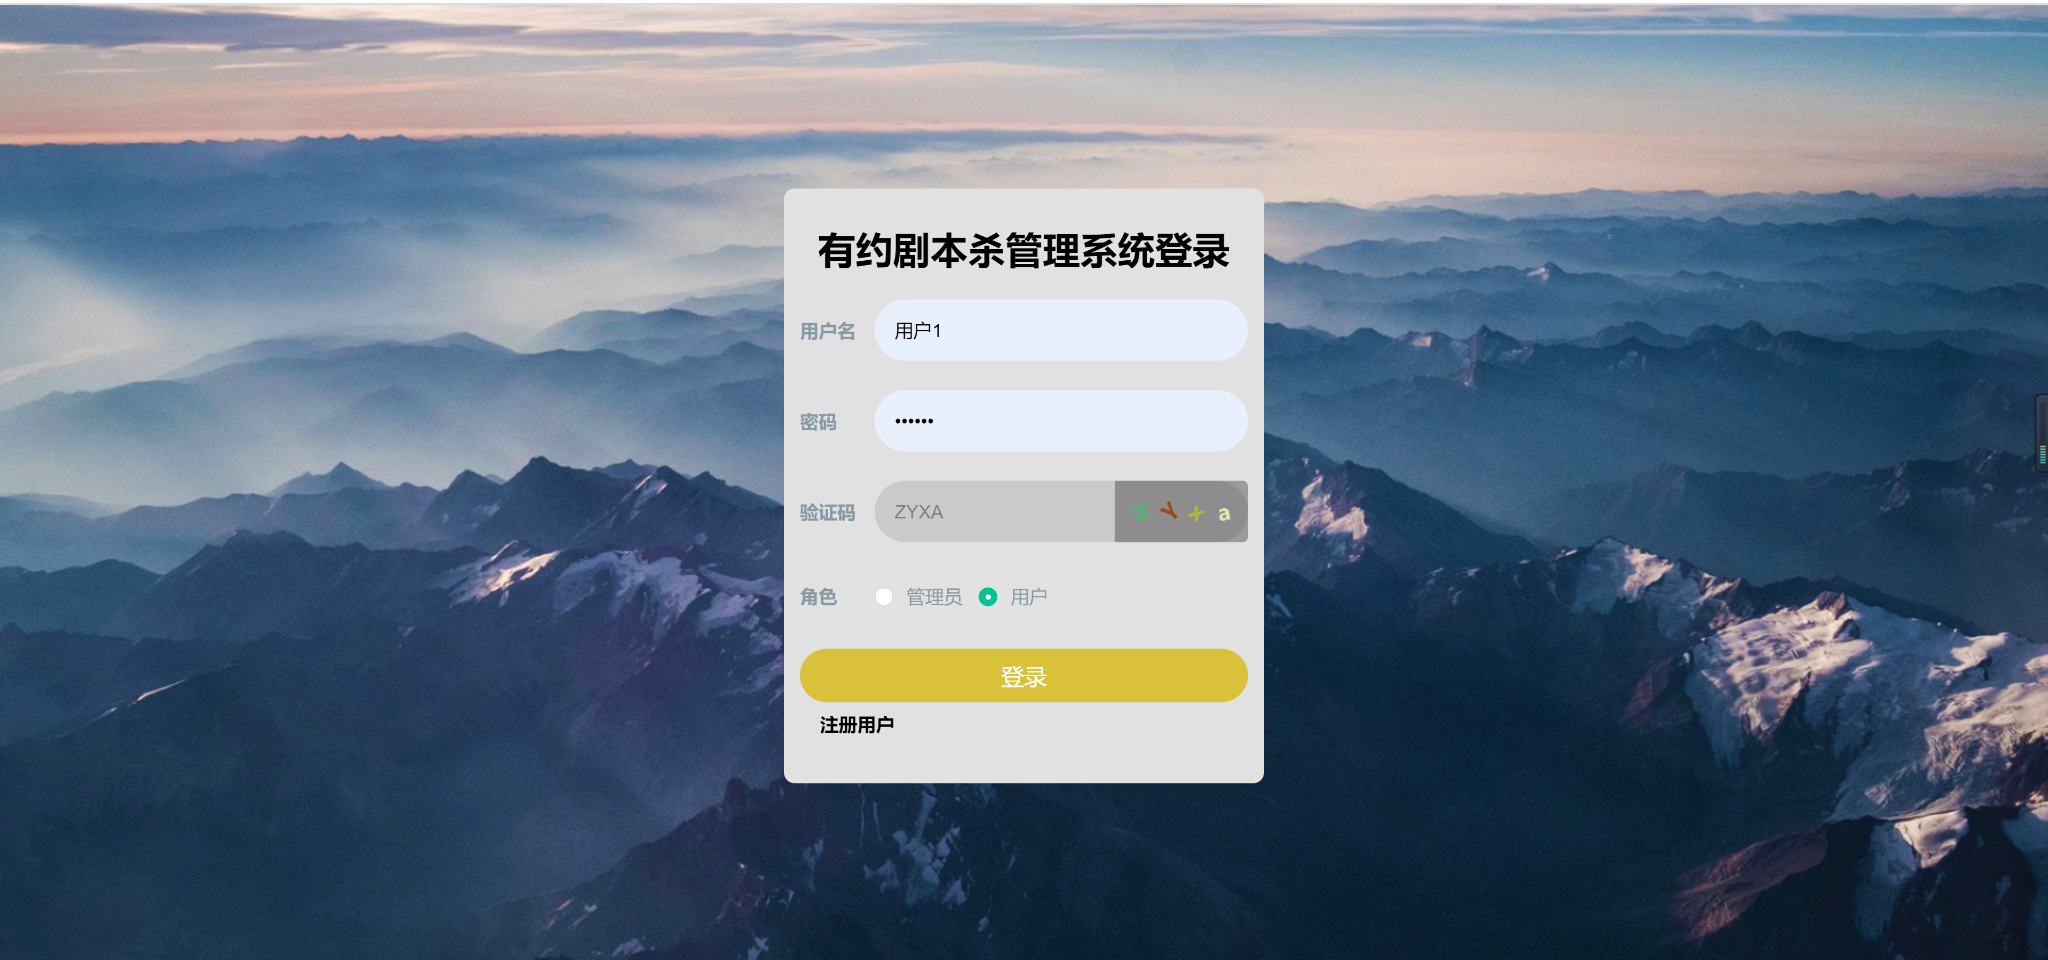 有约剧本杀管理系统登录
用户名 用户1
密码 ••••••
验证码 ZYXA ZYxa
角色 管理员 用户
登录
注册用户